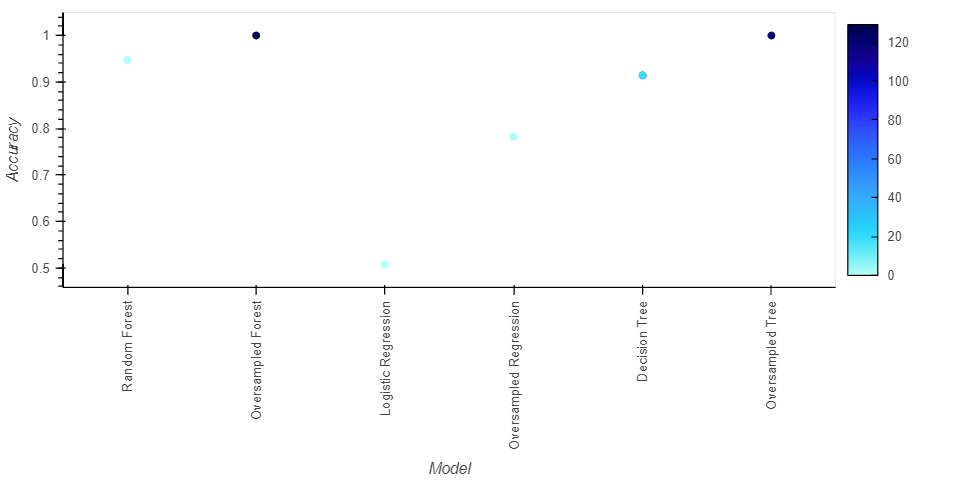 1
0.9
0.8
0.7
0.6
0.5
Accuracy
Random Forest
Oversampled Forest
Logistic Regression
Oversampled Regression
Decision Tree
Oversampled Tree
Model
120
100
80
60
40
20
0